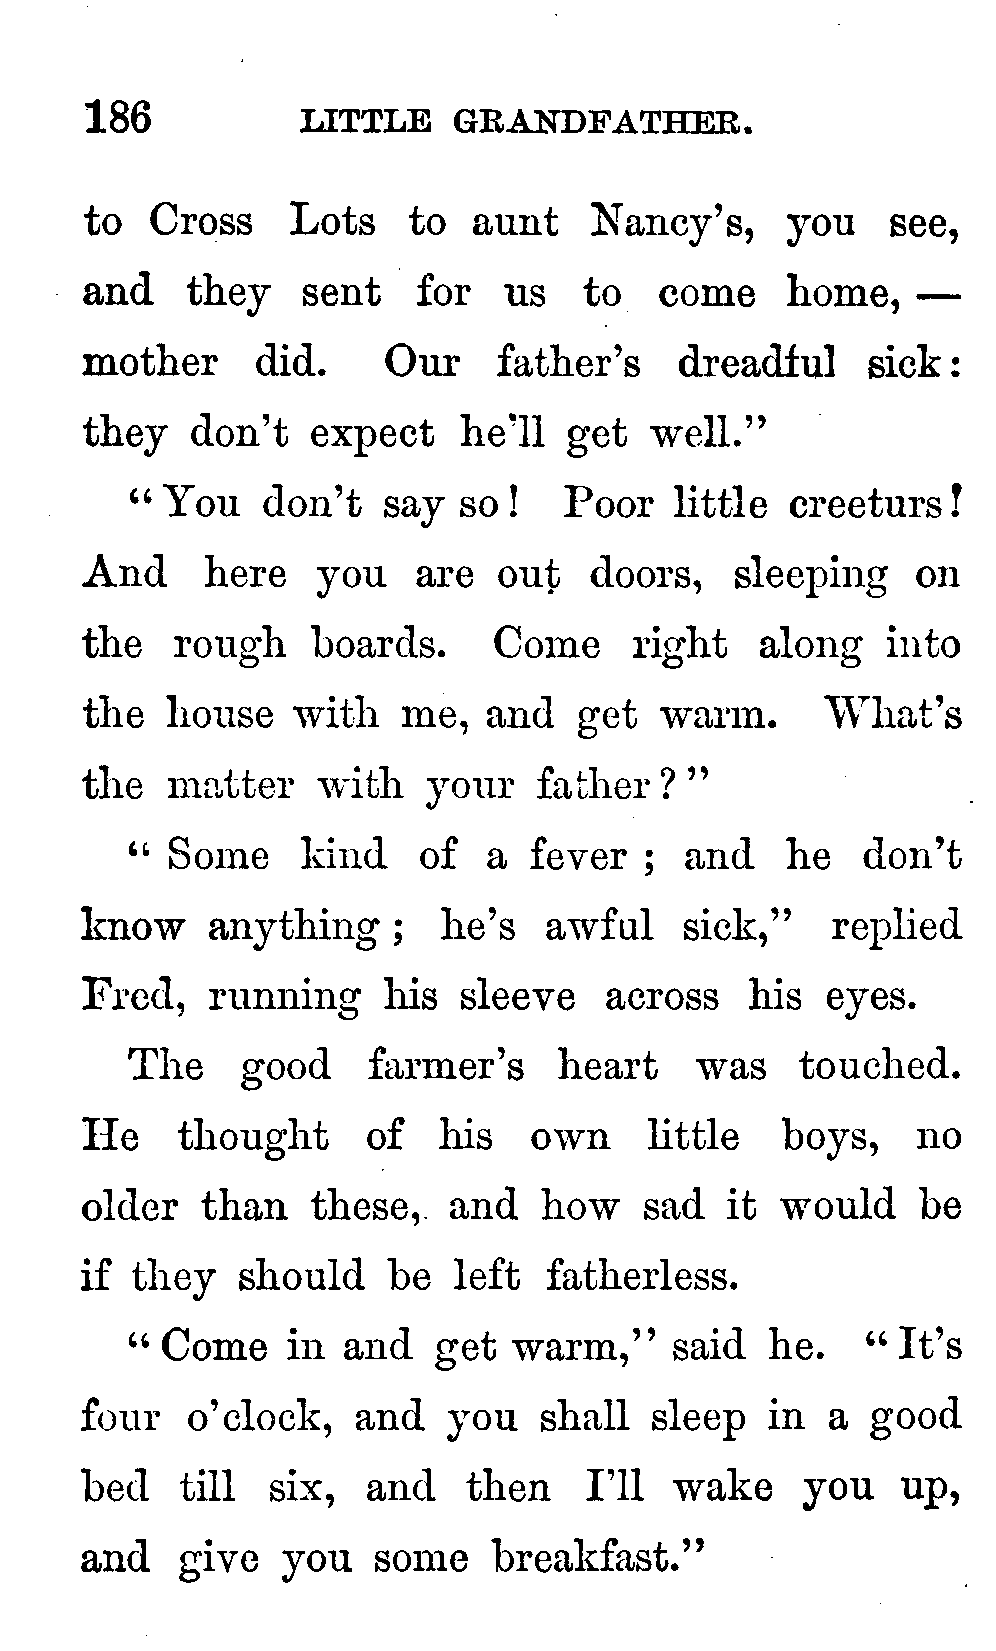 186 LITTLE GRANDFATHER.
to Cross Lots to aunt Nancy's, you see,
and they sent for us to come home, —
mother did. Our father's dreadful sick:
they don't expect he'll get well."
"You don't say so! Poor little creeturs!
And here you are out doors, sleeping on
the rough boards. Come right along into
the house with me, and get warm. What's
the matter with your father?"
"Some kind of a fever; and he don't
know anything; he's awful sick," replied
Fred, running his sleeve across his eyes.
The good farmer's heart was touched.
He thought of his own little boys, no
older than these, and how sad it would be
if they should be left fatherless.
"Come in and get warm," said he. "It's
four o'clock, and you shall sleep in a good
bed till six, and then I'll wake you up,
and give you some breakfast."